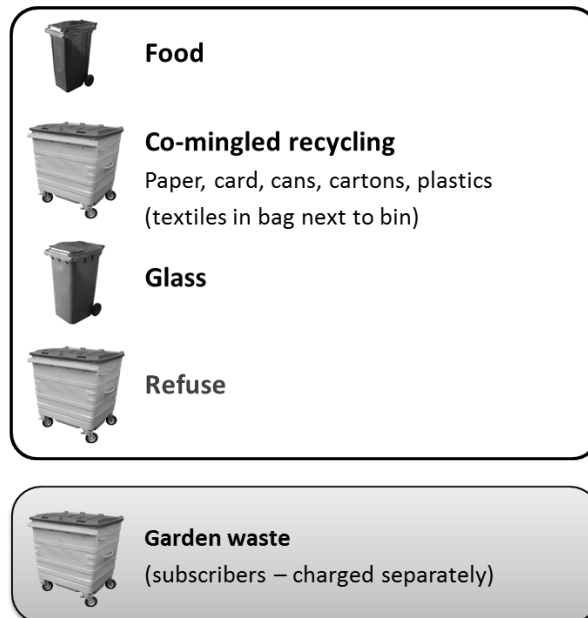 Food
Co-mingled recycling
Paper, card, cans, cartons, plastics
(textiles in bag next to bin)
Glass
Refuse
Garden waste
(subscribers – charged separately)